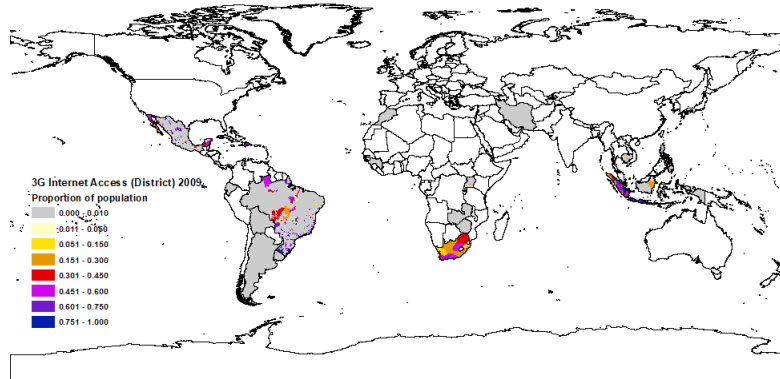 3G Internet Access (District) 2009
Proportion of population
0.000 - 0.010
0.011 - 0.050
0.051 - 0.150
0.151 - 0.300
0.301 - 0.450
0.451 - 0.600
0.601 - 0.750
0.751 - 1.000